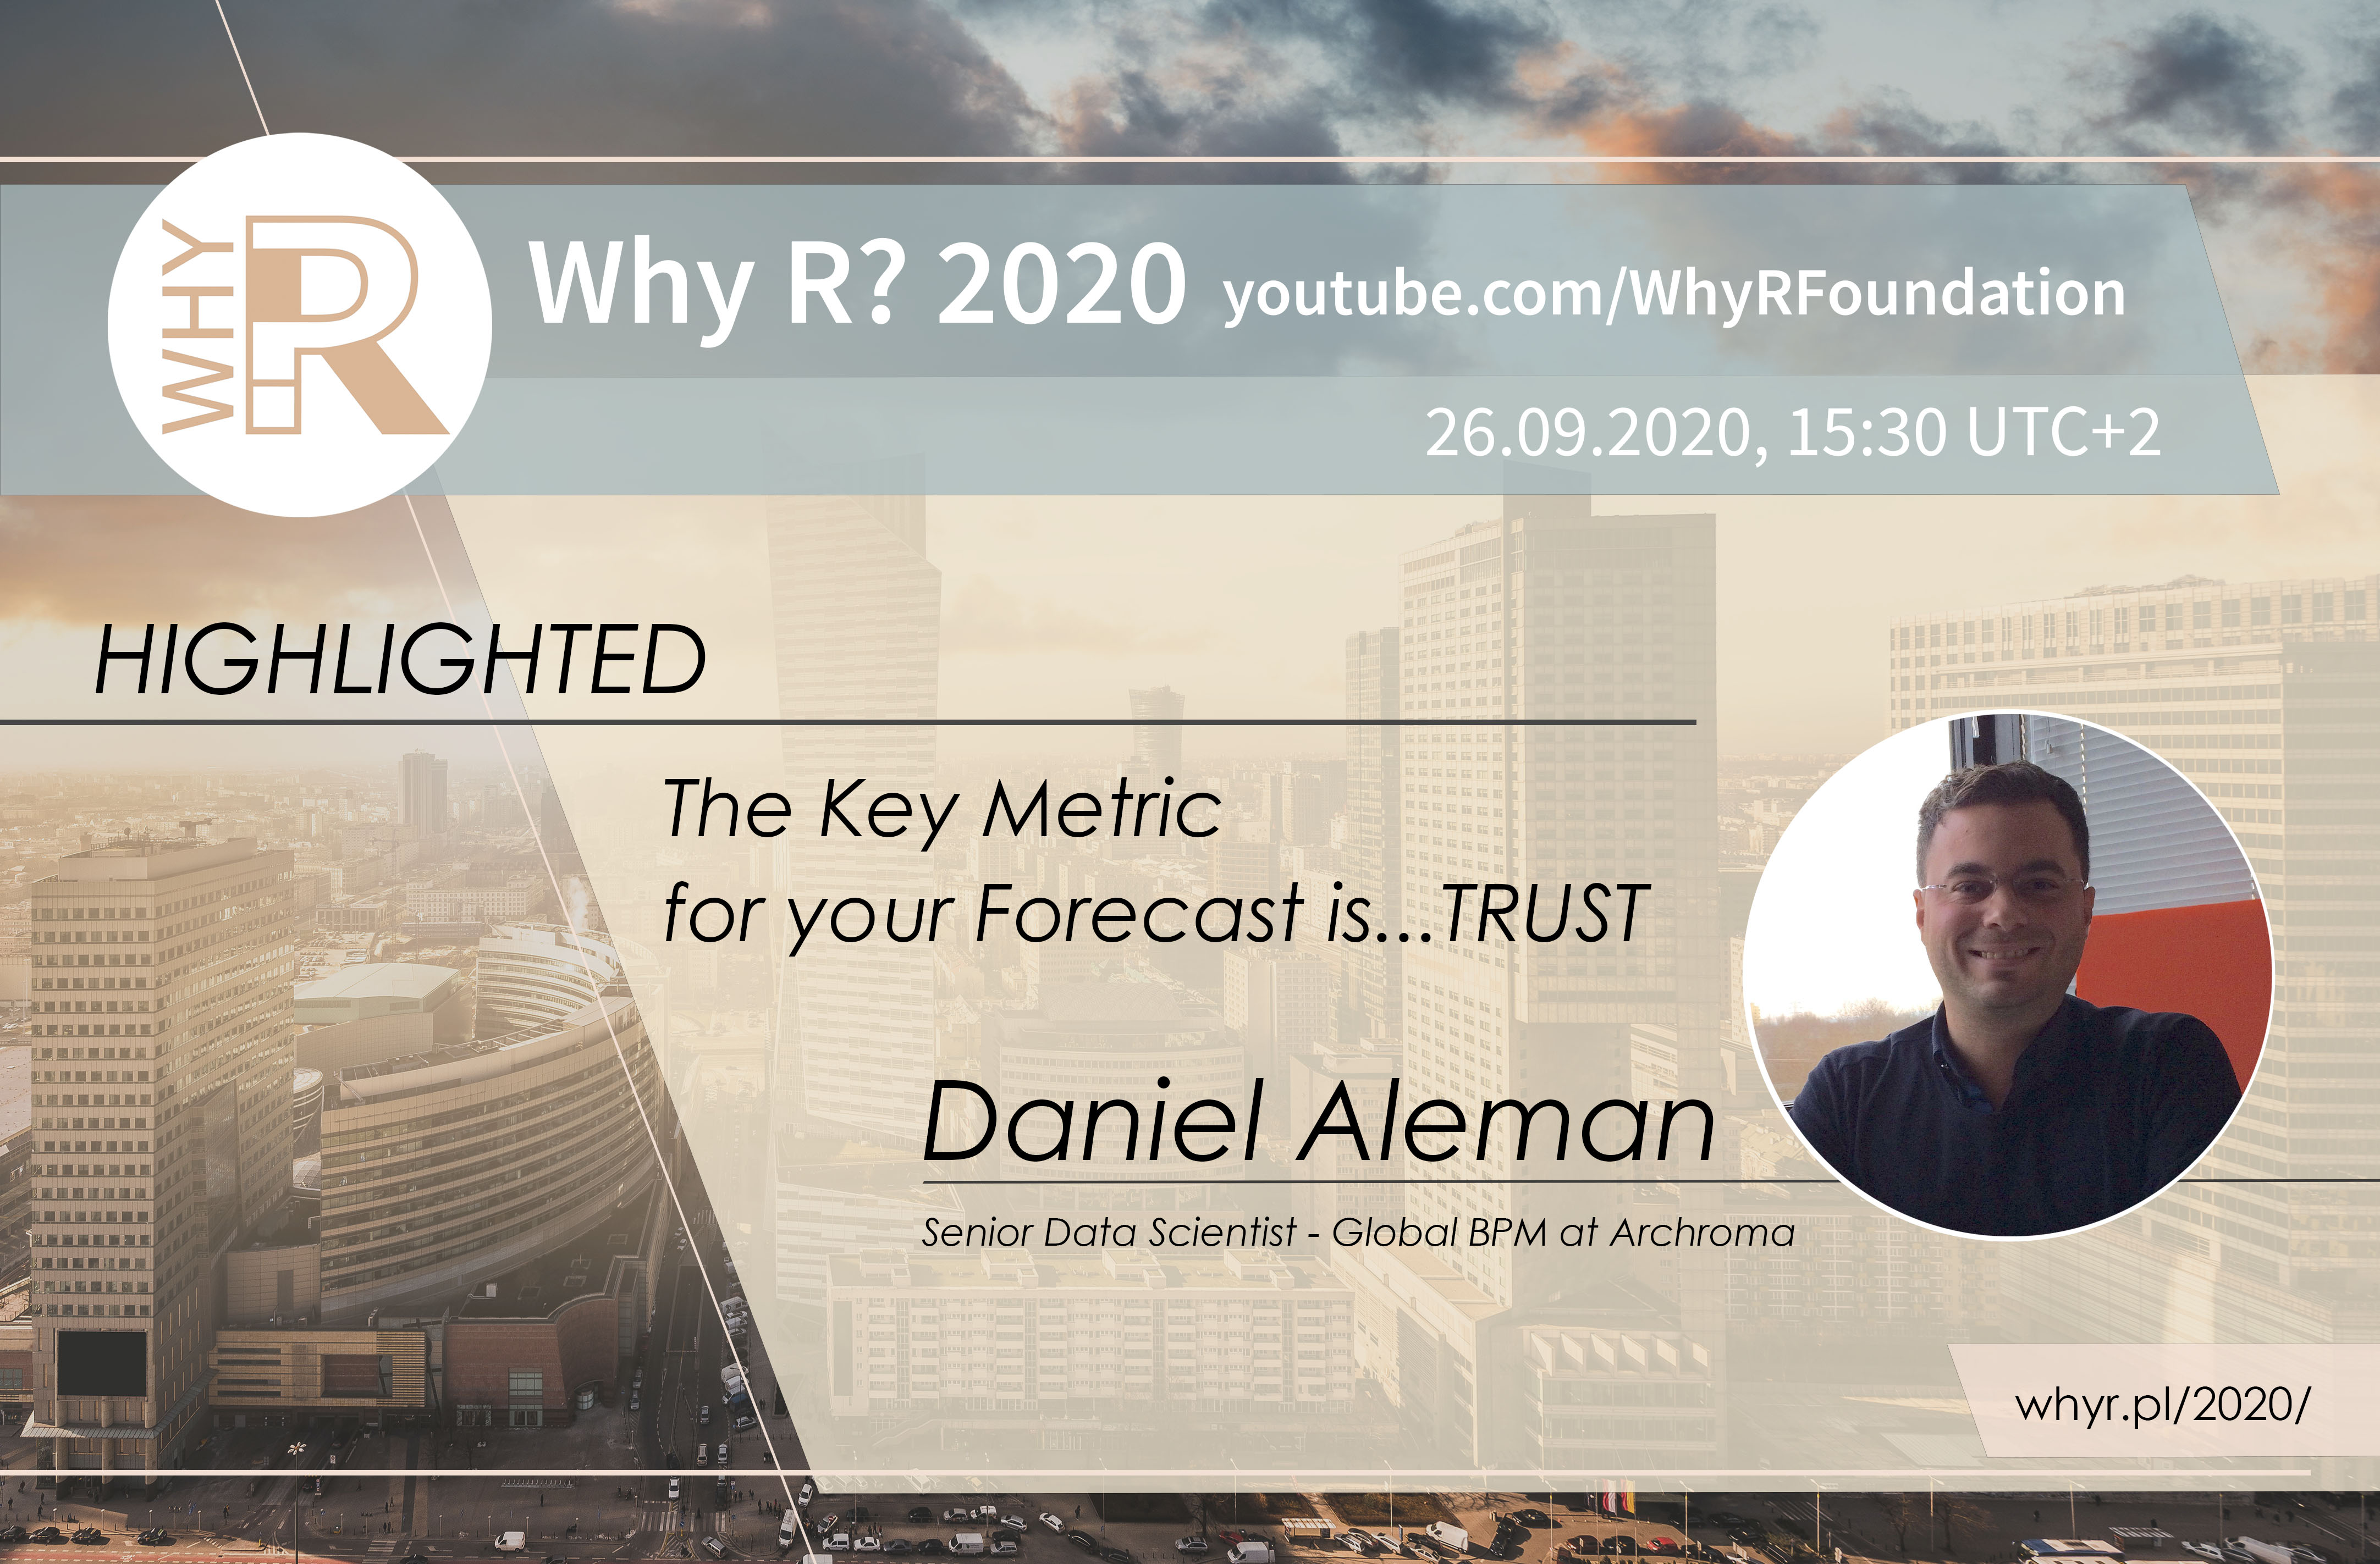 WHY R
Why R? 2020 youtube.com/WhyRFoundation
26.09.2020, 15:30 UTC+2
HIGHLIGHTED
The Key Metric
for your Forecast is...TRUST
Daniel Aleman
Senior Data Scientist - Global BPM at Archroma
whyr.pl/2020/